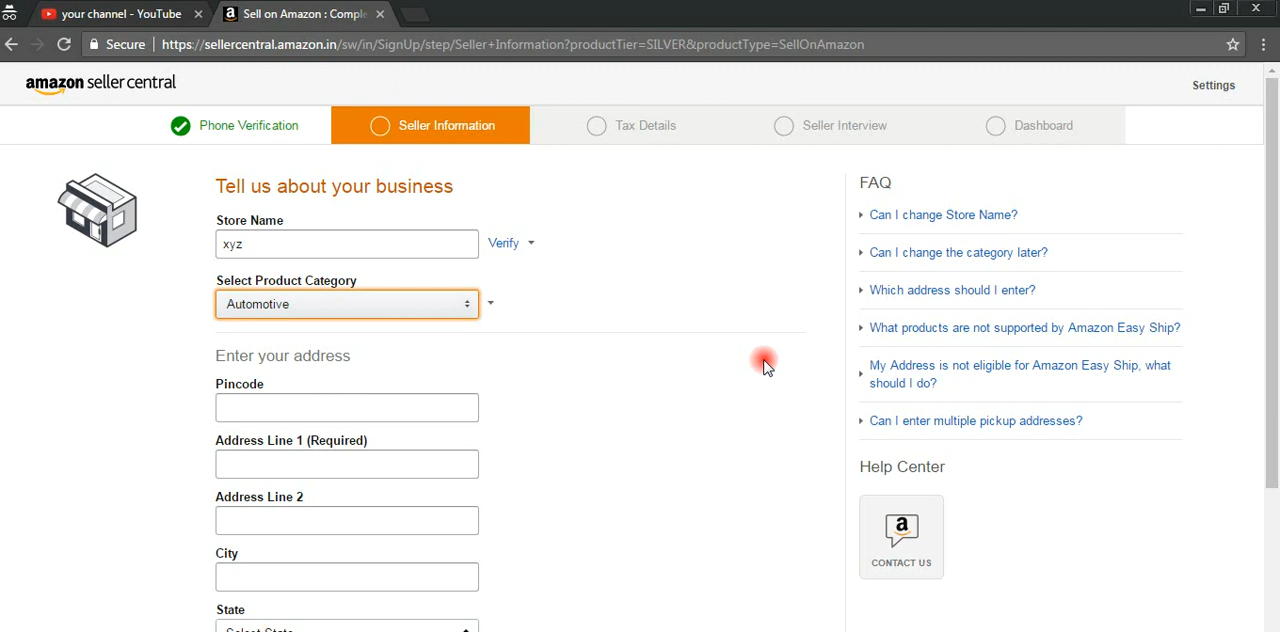 your channel - YouTube
Sell on Amazon : Comple
Secure
https://sellercentral.amazon.in/sw/in/SignUp/step/Seller+Information?productTier=SILVER&productType=SellOnAmazon
amazon seller central
Settings
Phone Verification
Seller Information
Tax Details
Seller Interview
Dashboard
Tell us about your business
Store Name
xyz
Verify
Select Product Category
Automotive
Enter your address
Pincode
Address Line 1 (Required)
Address Line 2
City
State
Select State
FAQ
Can I change Store Name?
Can I change the category later?
Which address should I enter?
What products are not supported by Amazon Easy Ship?
My Address is not eligible for Amazon Easy Ship, what
should I do?
Can I enter multiple pickup addresses?
Help Center
a
CONTACT US